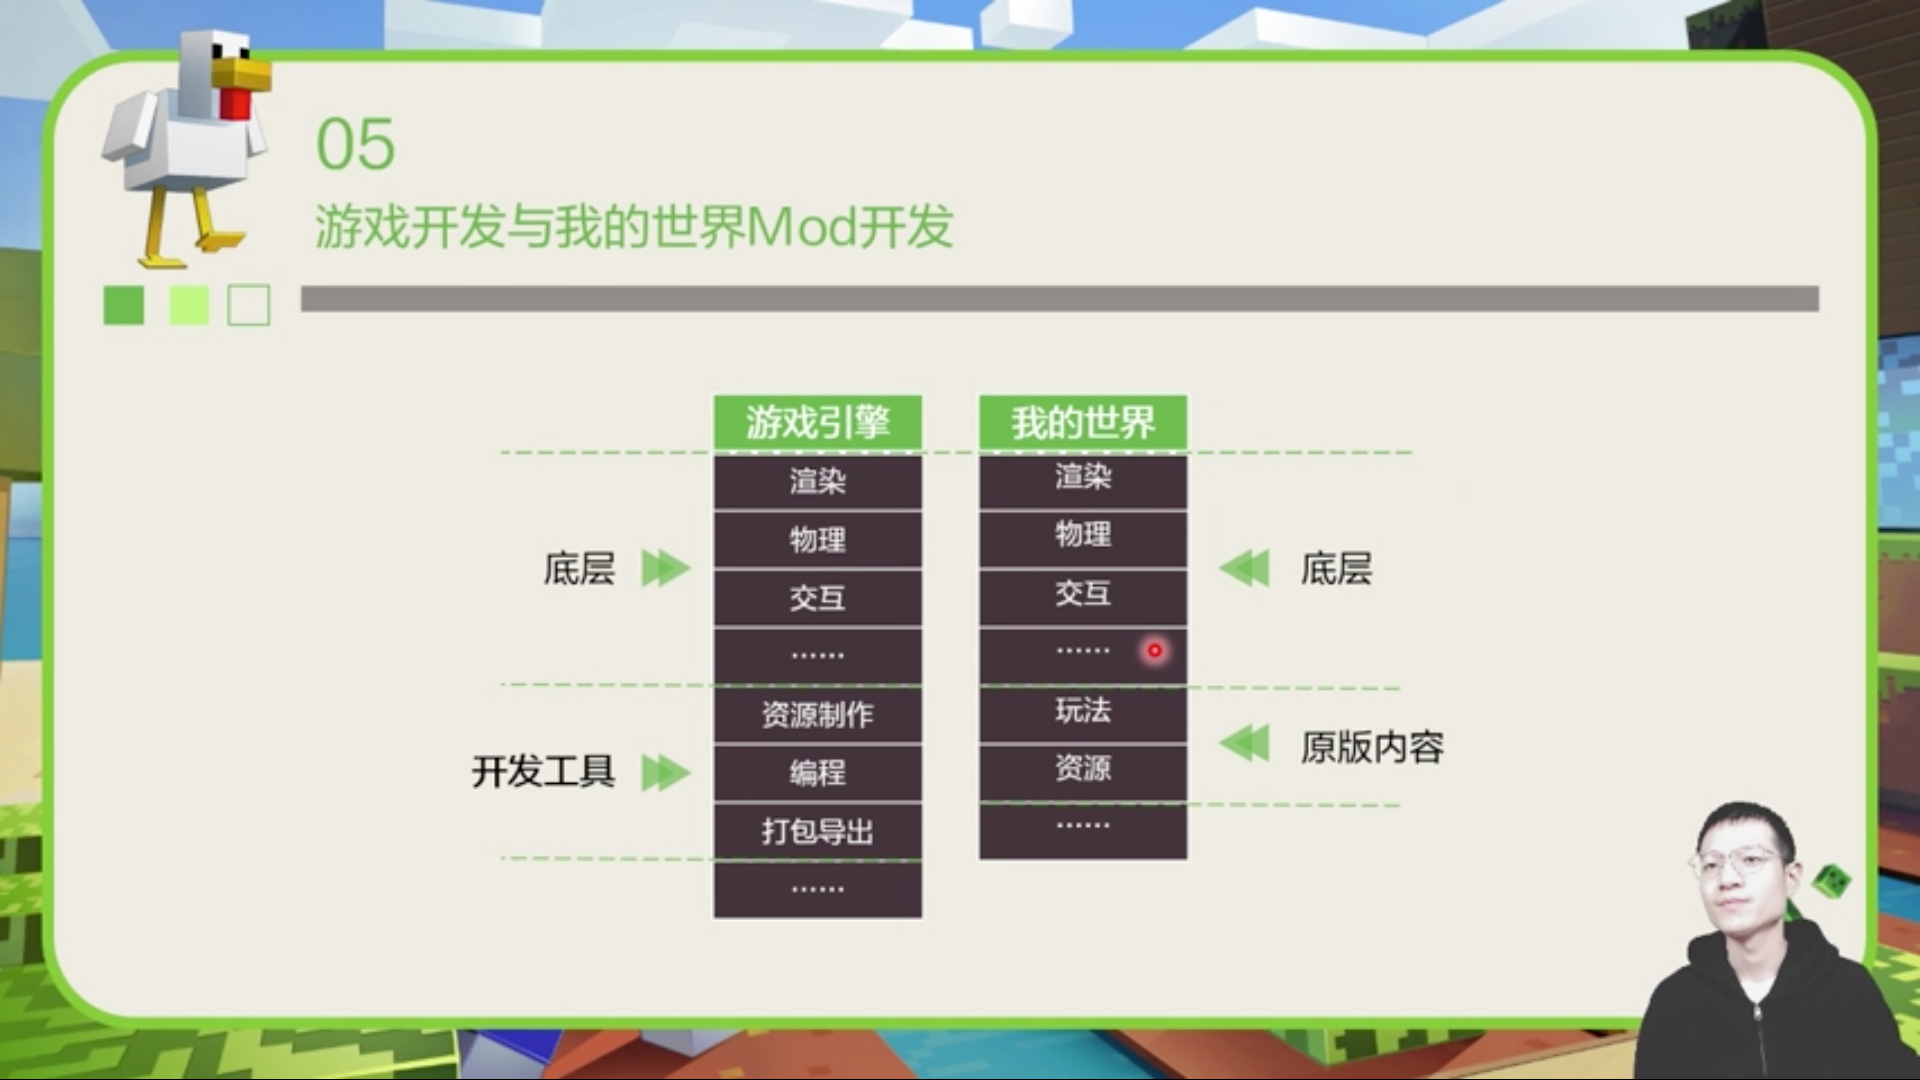 05
游戏开发与我的世界Mod开发
游戏引擎
渲染
物理
交互
……
资源制作
编程
打包导出
……
我的世界
渲染
物理
交互
……
玩法
资源
……
底层
开发工具
底层
原版内容